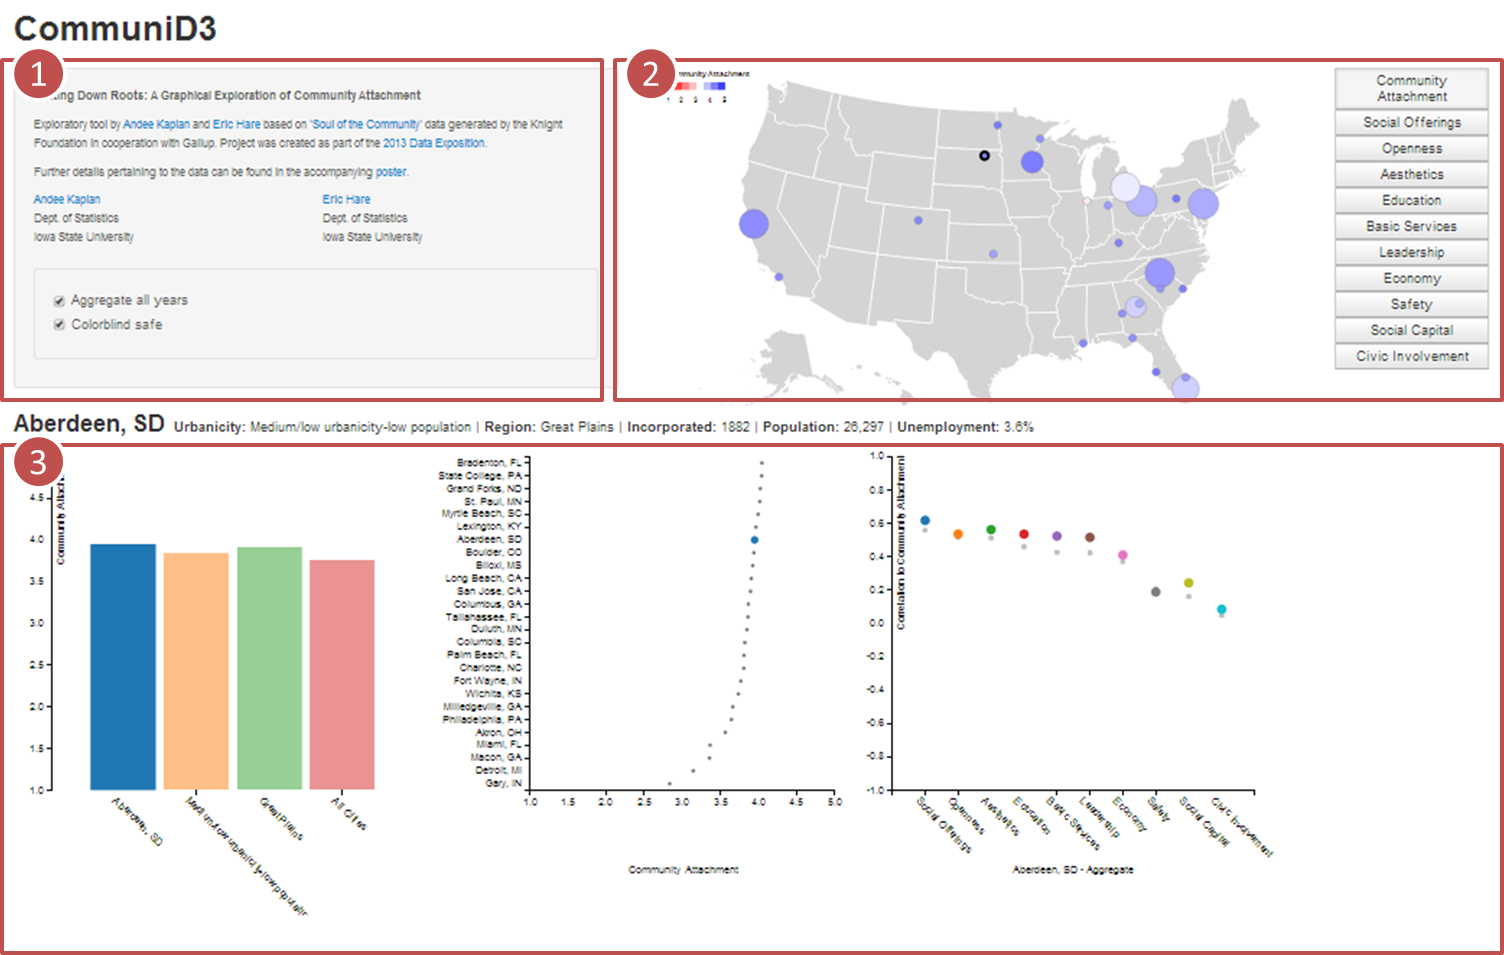 CommuniD3
1
ing Down Roots: A Graphical Exploration of Community Attachment
Exploratory tool by Andee Kaplan and Eric Hare based on 'Soul of the Community' data generated by the Knight
Foundation in cooperation with Gallup. Project was created as part of the 2013 Data Exposition.
Further details pertaining to the data can be found in the accompanying poster.
Andee Kaplan
Dept. of Statistics
Iowa State University
Eric Hare
Dept. of Statistics
Iowa State University
Aggregate all years
Colorblind safe
2
mmunity Attachment
1 2 3 4 5
Community
Attachment
Social Offerings
Openness
Aesthetics
Education
Basic Services
Leadership
Economy
Safety
Social Capital
Civic Involvement
Aberdeen, SD Urbanicity: Medium/low urbanicity-low population | Region: Great Plains | Incorporated: 1882 | Population: 26,297 | Unemployment: 3.6%
3
Community Attach
4.5
4.0
3.5
3.0
2.5
2.0
1.5
1.0
Aberdeen, SD
Medium/low urbanicity-low populatio
Great Plains
All Cities
Bradenton, FL
State College, PA
Grand Forks, ND
St. Paul, MN
Myrtle Beach, SC
Lexington, KY
Aberdeen, SD
Boulder, CO
Biloxi, MS
Long Beach, CA
San Jose, CA
Columbus, GA
Tallahassee, FL
Duluth, MN
Columbia, SC
Palm Beach, FL
Charlotte, NC
Fort Wayne, IN
Wichita, KS
Milledgeville, GA
Philadelphia, PA
Akron, OH
Miami, FL
Macon, GA
Detroit, MI
Gary, IN
1.0 1.5 2.0 2.5 3.0 3.5 4.0 4.5 5.0
Community Attachment
Correlation to Community Attachment
1.0
0.8
0.6
0.4
0.2
0.0
-0.2
-0.4
-0.6
-0.8
-1.0
Social Offerings
Openness
Aesthetics
Education
Basic Services
Leadership
Economy
Safety
Social Capital
Civic Involvement
Aberdeen, SD - Aggregate